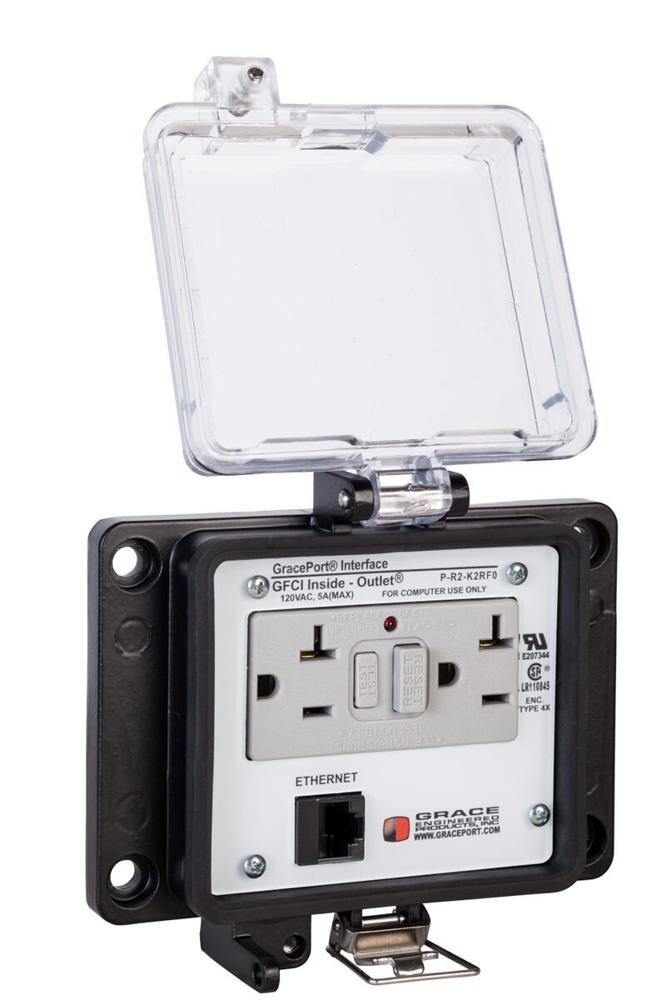 GracePort® Interface
GFCI Inside - Outlet®
P-R2-K2RF0
120VAC, 5A(MAX)
FOR COMPUTER USE ONLY
•REPLACE GFCI
IF LIGHT FLASHES•
TEST
TEST
RESET
RESET
•SEE INSTRUCTIONS
TEST MONTHLY•
E207344
LR110845
ENC.
TYPE 4X
ETHERNET
GRACE
ENGINEERED
PRODUCTS, INC
WWW.GRACEPORT.COM